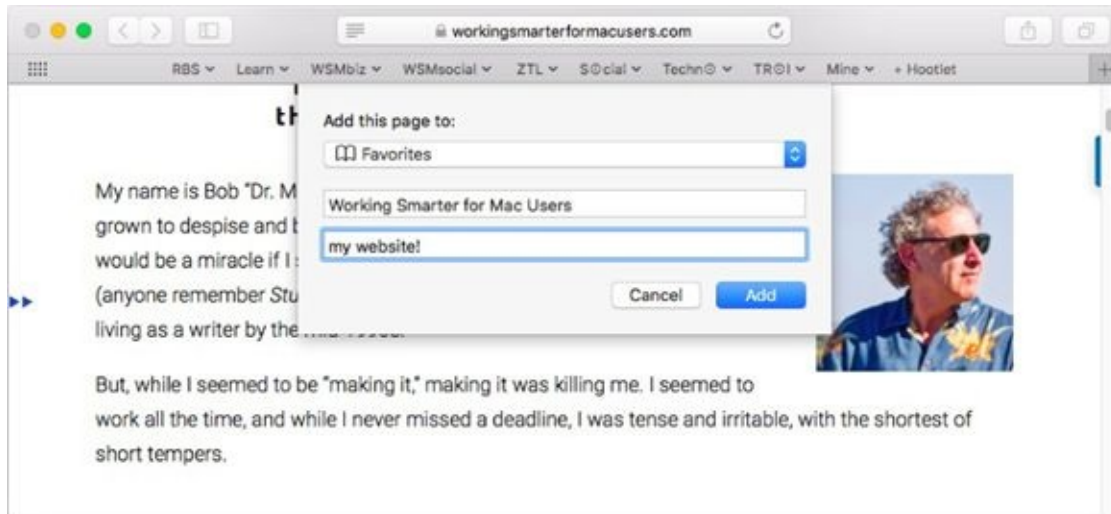 workingsmarterformacusers.com
RBS Learn WSMbiz WSMsocial ZTL S☺cial Techn☺ TR☺I Mine + Hootlet
Add this page to:
Favorites
Working Smarter for Mac Users
my website!
Cancel Add
My name is Bob “Dr. M
grown to despise and
would be a miracle if I
(anyone remember Stu
living as a writer by the
But, while I seemed to be “making it,” making it was killing me. I seemed to
work all the time, and while I never missed a deadline, I was tense and irritable, with the shortest of
short tempers.